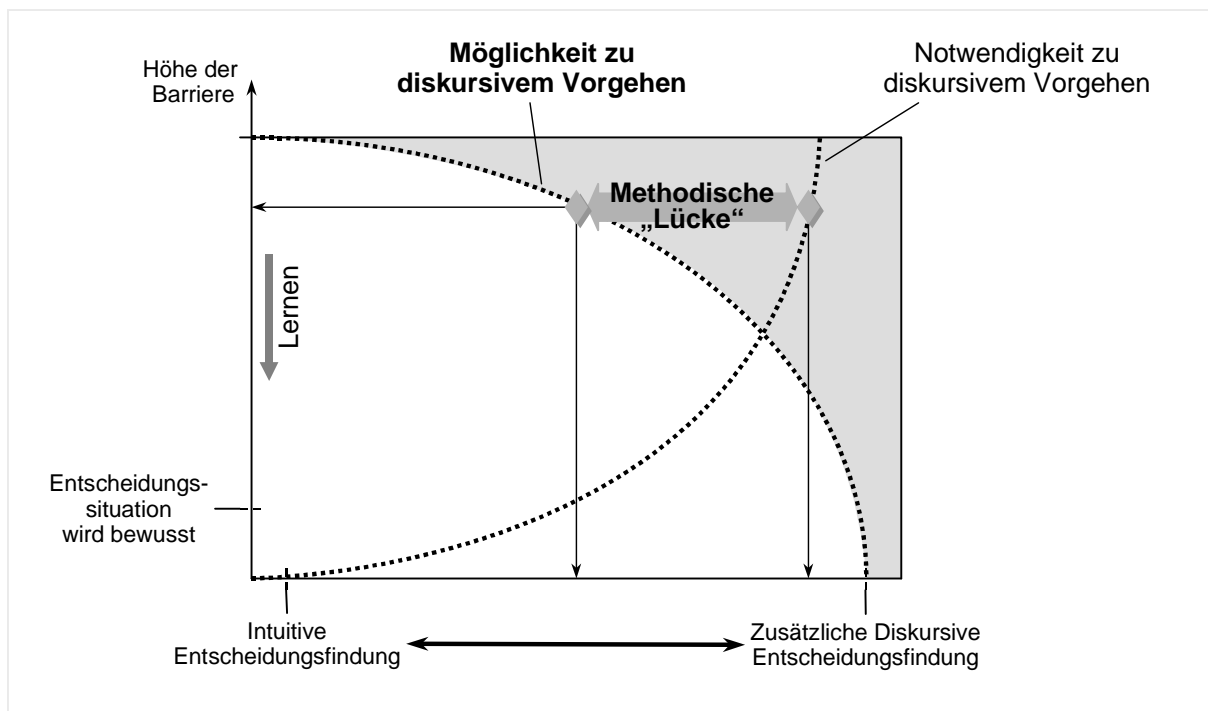 Möglichkeit zu
diskursivem Vorgehen
Notwendigkeit zu
diskursivem Vorgehen
Höhe der
Barriere
Methodische
„Lücke“
Lernen
Entscheidungs-
situation
wird bewusst
Intuitive
Entscheidungsfindung
Zusätzliche Diskursive
Entscheidungsfindung